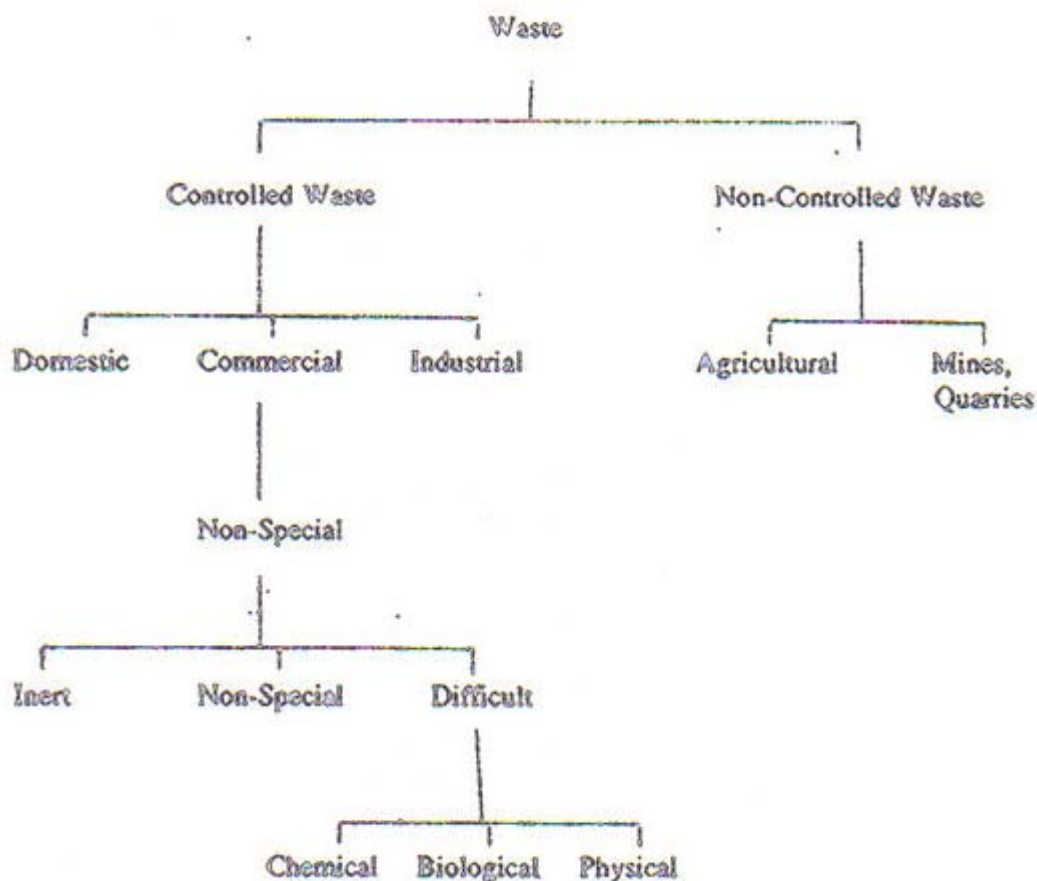 Waste
Controlled Waste
Non-Controlled Waste
Domestic
Commercial
Industrial
Agricultural
Mines,
Quarries
Non-Special
Inert
Non-Special
Difficult
Chemical
Biological
Physical